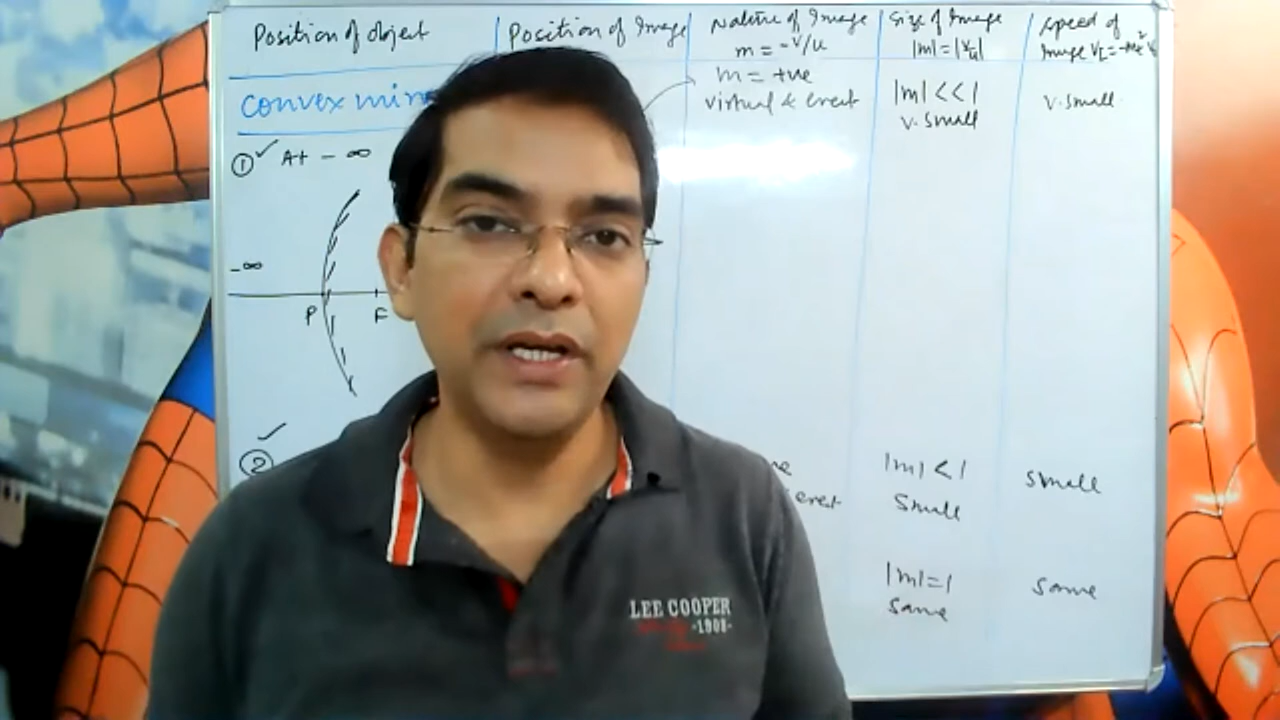 Position of object
Position of Image
Nature of Image
m = -v/u
Size of Image
|m| = |v/u|
Speed of
Image
convex
m = +ve
virtual & erect
|m| << 1
v. small
v. small
① ✓ At - ∞
-∞
P F
✓
②
erect
|m| < 1
small
small
|m| = 1
same
same
LEE COOPER
-1908-